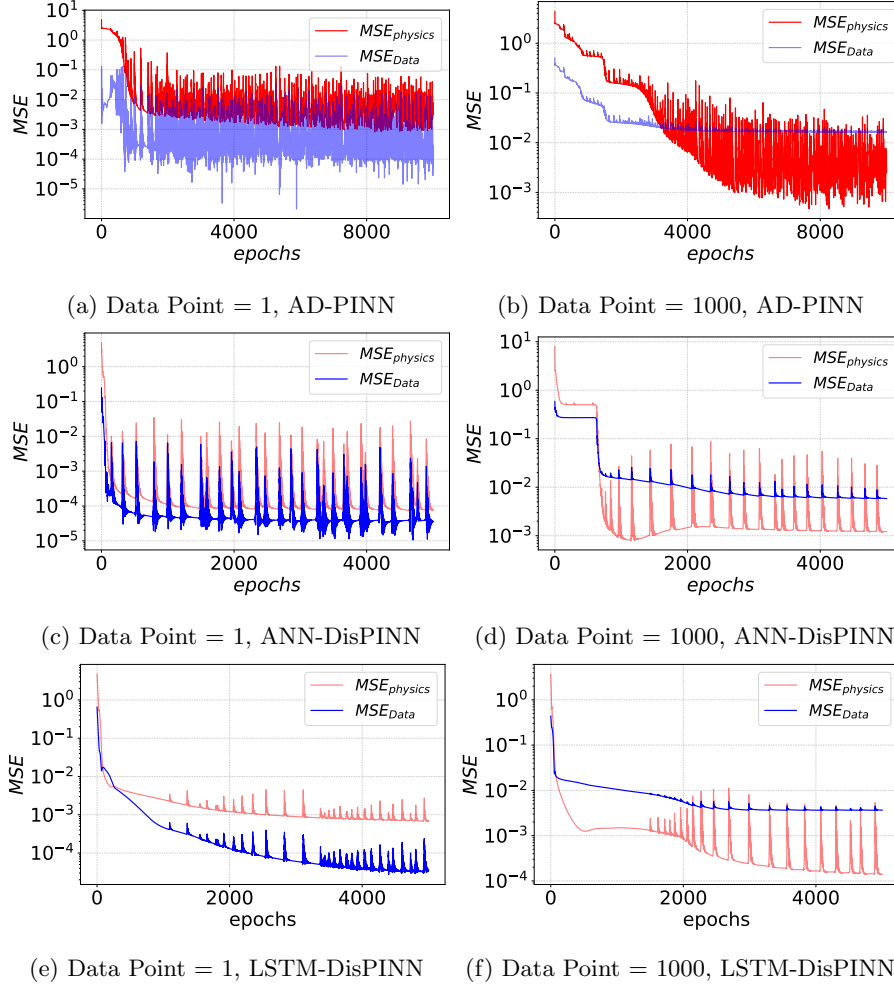 10^1
10^0
10^-1
10^-2
10^-3
10^-4
10^-5
MSE
MSE_physics
MSE_Data
0 4000 8000
epochs
(a) Data Point = 1, AD-PINN
10^0
10^-1
10^-2
10^-3
MSE
MSE_physics
MSE_Data
0 4000 8000
epochs
(b) Data Point = 1000, AD-PINN
10^0
10^-1
10^-2
10^-3
10^-4
10^-5
MSE
MSE_physics
MSE_Data
0 2000 4000
epochs
(c) Data Point = 1, ANN-DisPINN
10^1
10^0
10^-1
10^-2
10^-3
MSE
MSE_physics
MSE_Data
0 2000 4000
epochs
(d) Data Point = 1000, ANN-DisPINN
10^0
10^-1
10^-2
10^-3
10^-4
MSE
MSE_physics
MSE_Data
0 2000 4000
epochs
(e) Data Point = 1, LSTM-DisPINN
10^0
10^-1
10^-2
10^-3
10^-4
MSE
MSE_physics
MSE_Data
0 2000 4000
epochs
(f) Data Point = 1000, LSTM-DisPINN